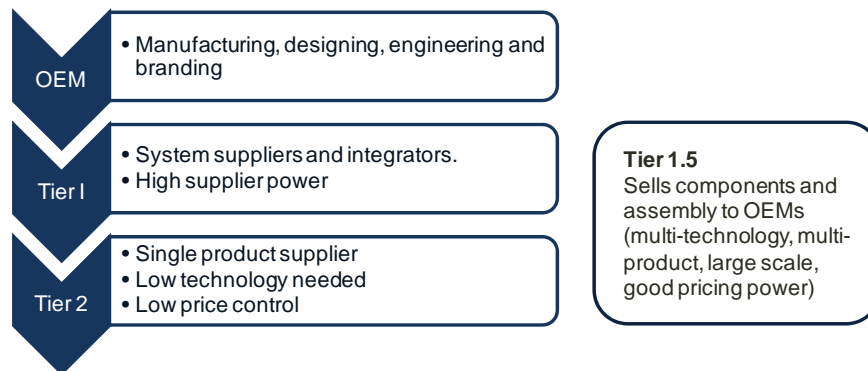 OEM
• Manufacturing, designing, engineering and
branding
Tier I
• System suppliers and integrators.
• High supplier power
Tier 2
• Single product supplier
• Low technology needed
• Low price control
Tier 1.5
Sells components and
assembly to OEMs
(multi-technology, multi-
product, large scale,
good pricing power)